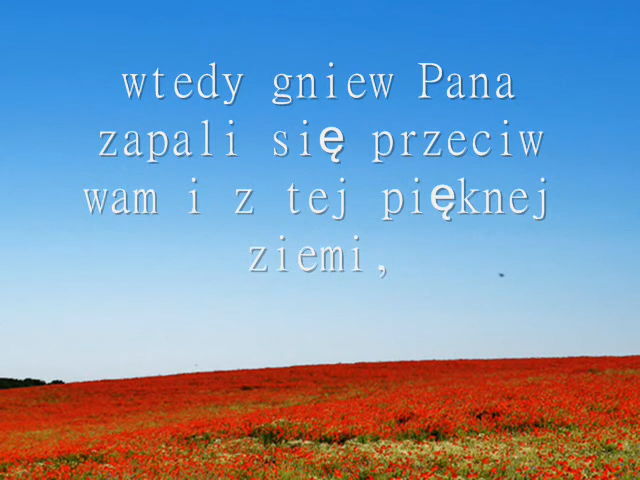 wtedy gniew Pana
zapali się przeciw
wam i z tej pięknej
ziemi,